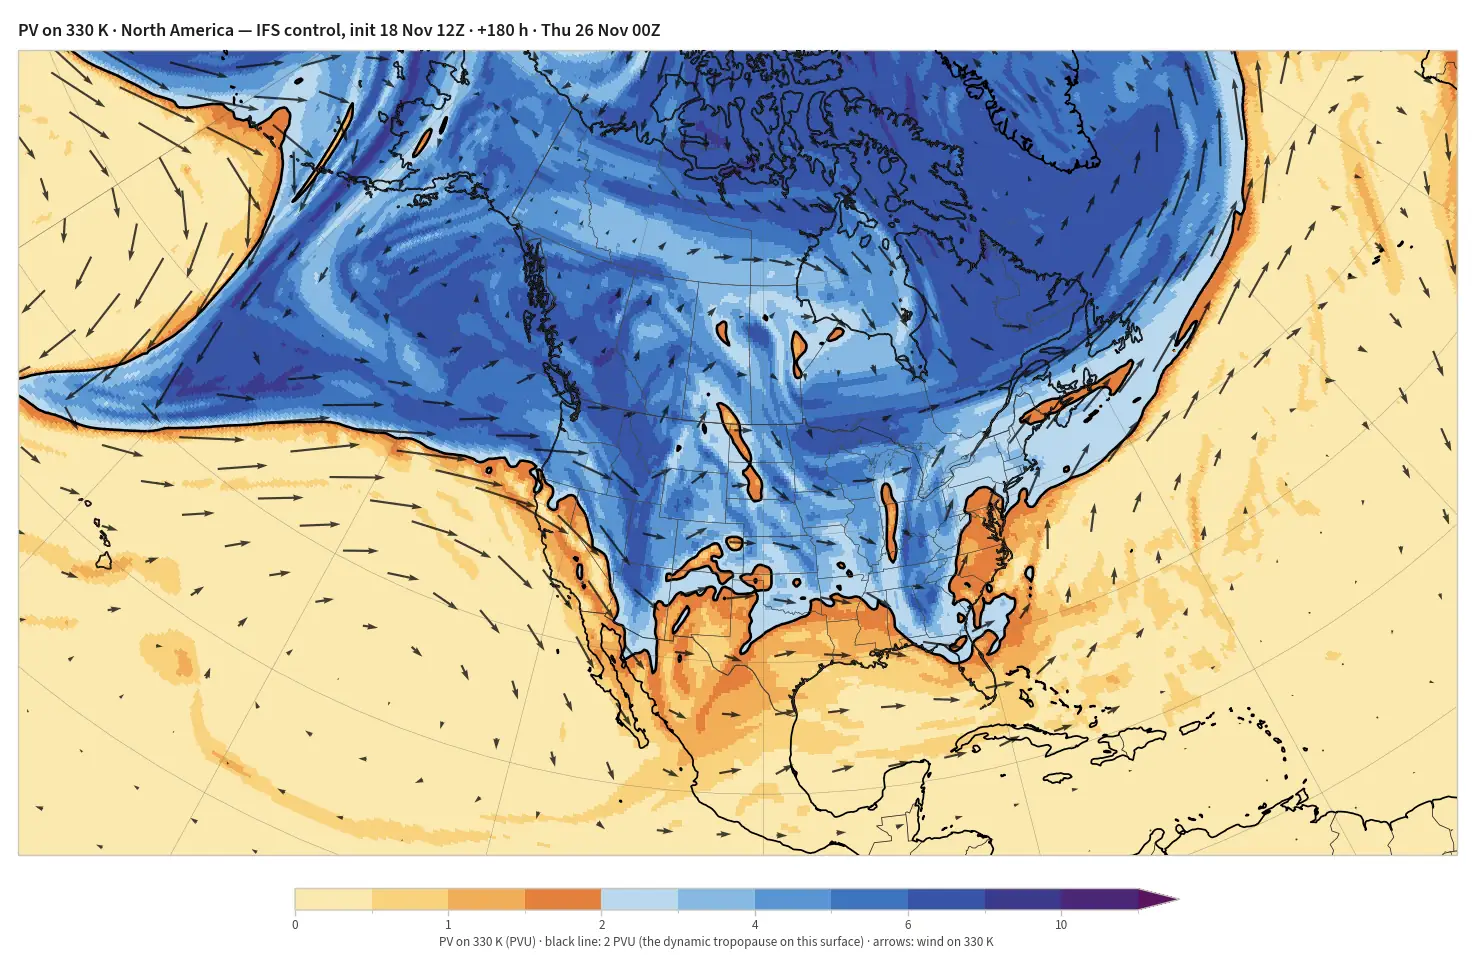 PV on 330 K · North America — IFS control, init 18 Nov 12Z · +180 h · Thu 26 Nov 00Z
0 1 2 4 6 10
PV on 330 K (PVU) · black line: 2 PVU (the dynamic tropopause on this surface) · arrows: wind on 330 K